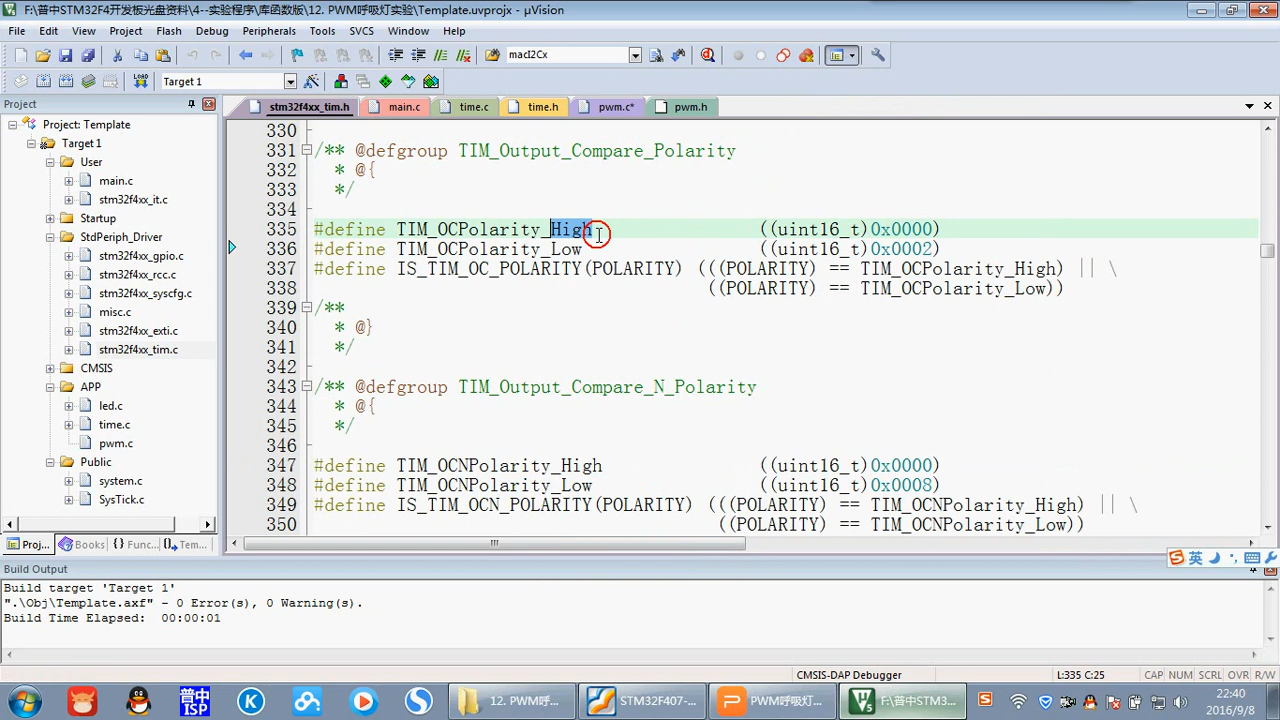 F:\普中STM32F4开发板光盘资料\4--实验程序\库函数版\12. PWM呼吸灯实验\Template.uvprojx - µVision
File Edit View Project Flash Debug Peripherals Tools SVCS Window Help
macI2Cx
LOAD Target 1
Project
stm32f4xx_tim.h main.c time.c time.h pwm.c* pwm.h
Project: Template
Target 1
User
main.c
stm32f4xx_it.c
Startup
StdPeriph_Driver
stm32f4xx_gpio.c
stm32f4xx_rcc.c
stm32f4xx_syscfg.c
misc.c
stm32f4xx_exti.c
stm32f4xx_tim.c
CMSIS
APP
led.c
time.c
pwm.c
Public
system.c
SysTick.c
Proj... Books {} Func... Tem...
330
331 /** @defgroup TIM_Output_Compare_Polarity
332 * @{
333 */
334
335 #define TIM_OCPolarity_High ((uint16_t)0x0000)
336 #define TIM_OCPolarity_Low ((uint16_t)0x0002)
337 #define IS_TIM_OC_POLARITY(POLARITY) (((POLARITY) == TIM_OCPolarity_High) || \
338 ((POLARITY) == TIM_OCPolarity_Low))
339 /**
340 * @}
341 */
342
343 /** @defgroup TIM_Output_Compare_N_Polarity
344 * @{
345 */
346
347 #define TIM_OCNPolarity_High ((uint16_t)0x0000)
348 #define TIM_OCNPolarity_Low ((uint16_t)0x0008)
349 #define IS_TIM_OCN_POLARITY(POLARITY) (((POLARITY) == TIM_OCNPolarity_High) || \
350 ((POLARITY) == TIM_OCNPolarity_Low))
英
Build Output
Build target 'Target 1'
".\Obj\Template.axf" - 0 Error(s), 0 Warning(s).
Build Time Elapsed: 00:00:01
CMSIS-DAP Debugger L:335 C:25 CAP NUM SCRL OVR R/W
普中
ISP
12. PWM呼... STM32F407-... PWM呼吸灯... F:\普中STM3...
22:40
2016/9/8